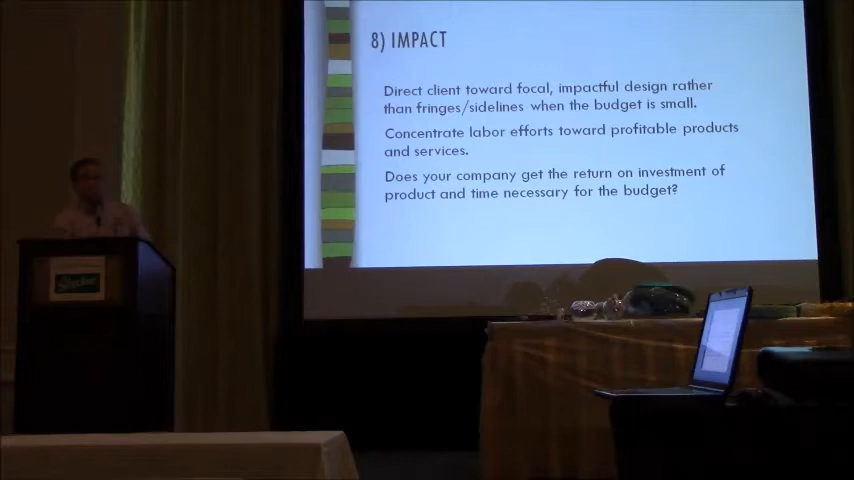 8) IMPACT
Direct client toward focal, impactful design rather
than fringes/sidelines when the budget is small.
Concentrate labor efforts toward profitable products
and services.
Does your company get the return on investment of
product and time necessary for the budget?